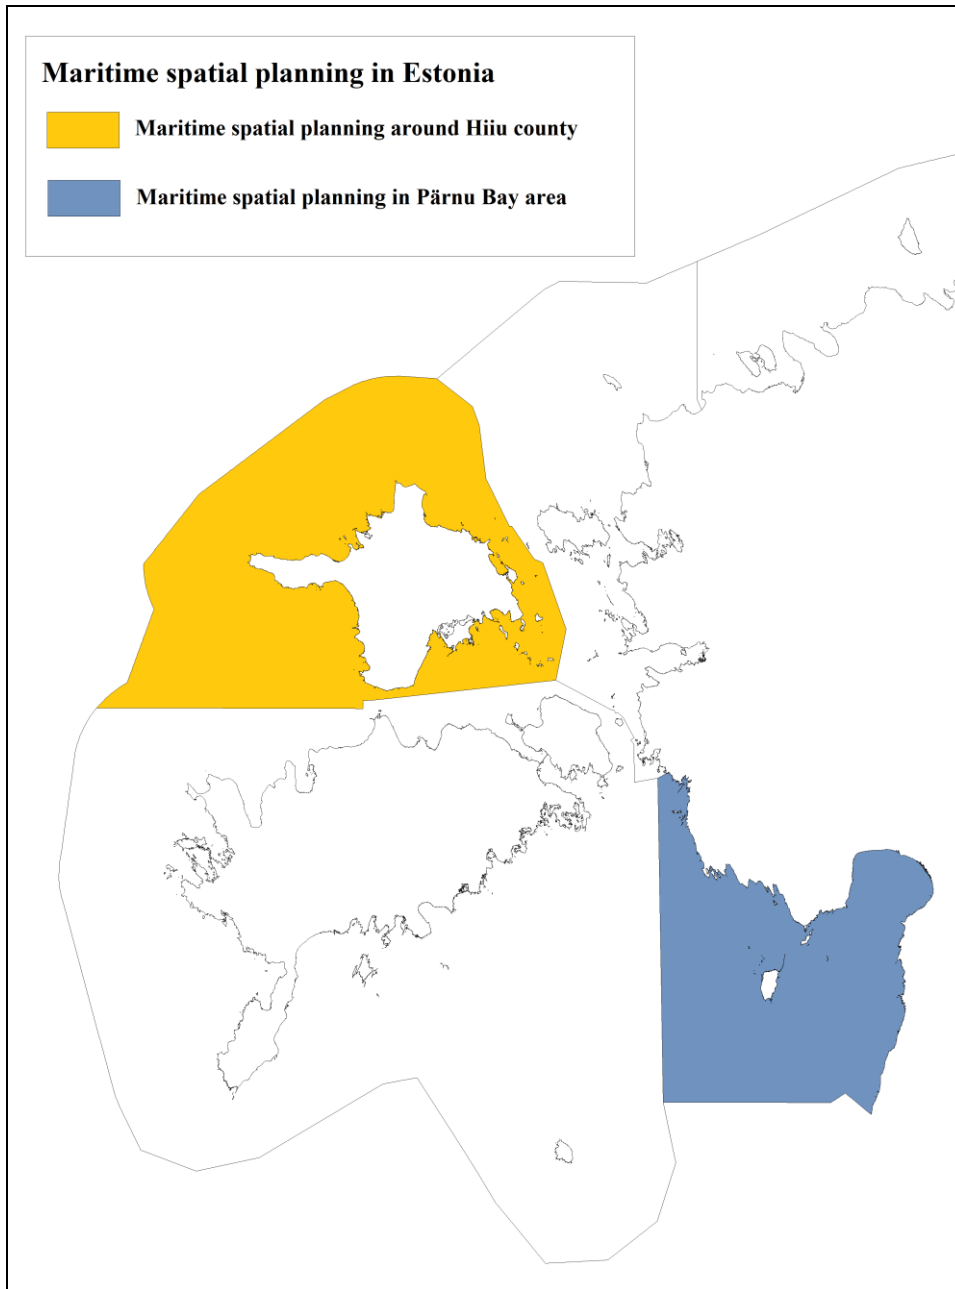 Maritime spatial planning in Estonia
Maritime spatial planning around Hiiu county
Maritime spatial planning in Pärnu Bay area